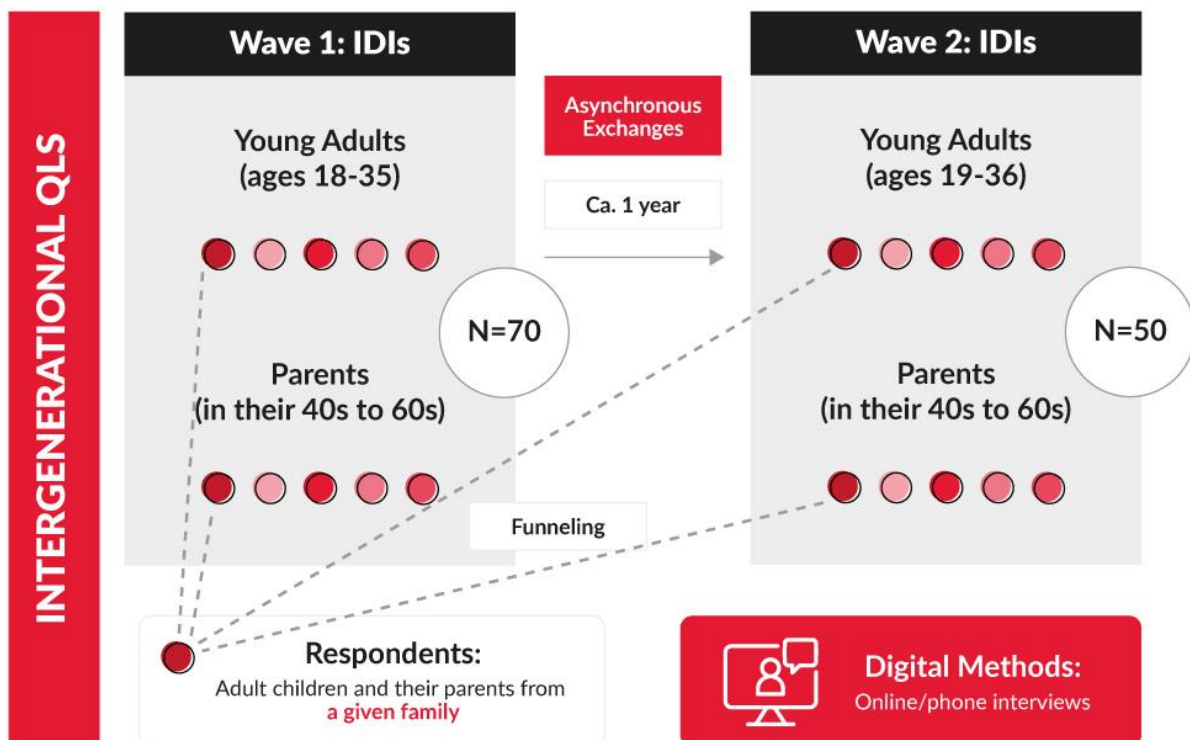 INTERGENERATIONAL QLS
Wave 1: IDIs
Young Adults
(ages 18-35)
N=70
Parents
(in their 40s to 60s)
Asynchronous
Exchanges
Ca. 1 year
Funneling
Wave 2: IDIs
Young Adults
(ages 19-36)
N=50
Parents
(in their 40s to 60s)
Respondents:
Adult children and their parents from
a given family
Digital Methods:
Online/phone interviews